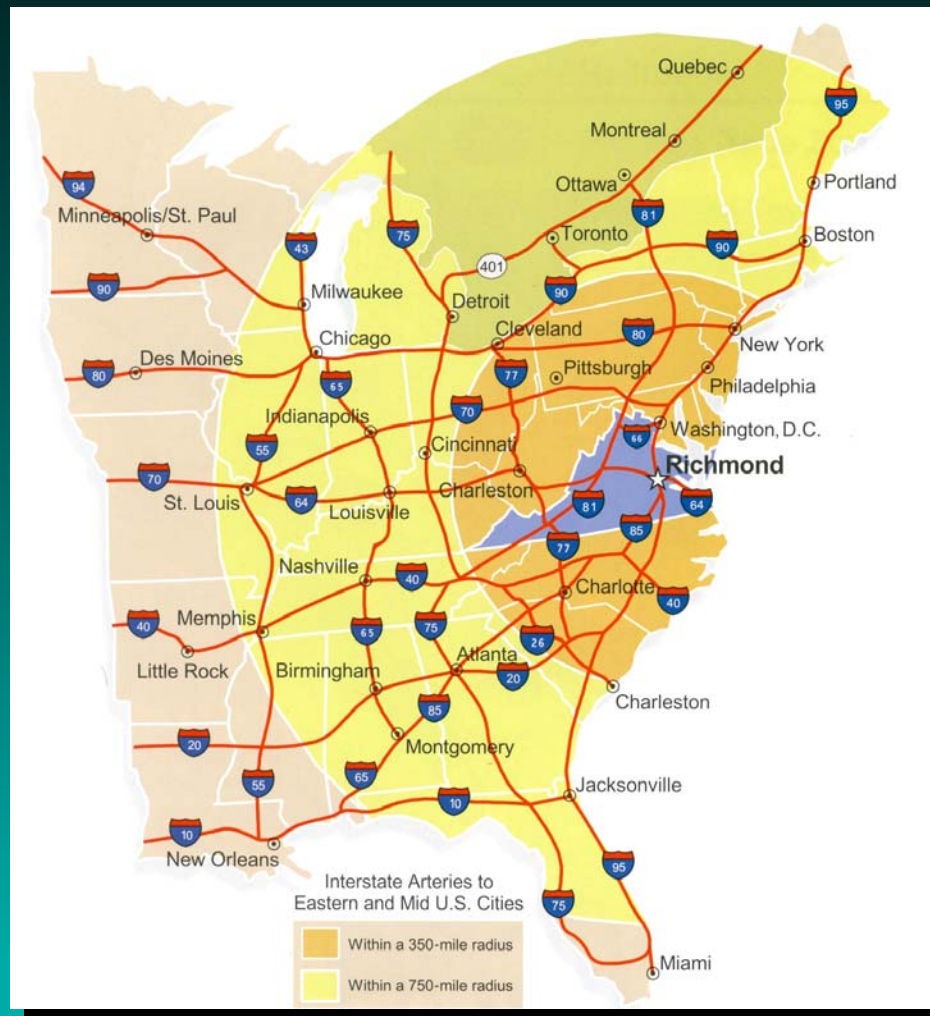 Quebec
95
Montreal
Ottawa
94
Portland
Minneapolis/St. Paul
81
43
75
Toronto
90
Boston
401
90
90
Milwaukee
Detroit
Cleveland
80
Chicago
New York
Des Moines
80
77
Pittsburgh
65
Philadelphia
Indianapolis
70
Washington, D.C.
66
55
Cincinnati
Richmond
70
Charleston
St. Louis
64
Louisville
81
64
85
77
Nashville
40
Charlotte
40
Memphis
40
65
75
26
Little Rock
Birmingham
Atlanta
20
Charleston
85
20
Montgomery
55
65
Jacksonville
10
10
New Orleans
95
Interstate Arteries to
Eastern and Mid U.S. Cities
75
Within a 350-mile radius
Miami
Within a 750-mile radius